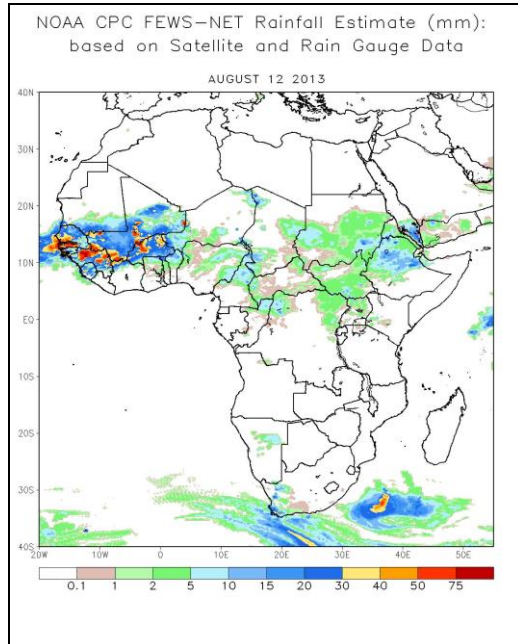 NOAA CPC FEWS-NET Rainfall Estimate (mm):
based on Satellite and Rain Gauge Data
AUGUST 12 2013
40N
30N
20N
10N
EQ
10S
20S
30S
40S
20W 10W 0 10E 20E 30E 40E 50E
0.1 1 2 5 10 15 20 30 40 50 75